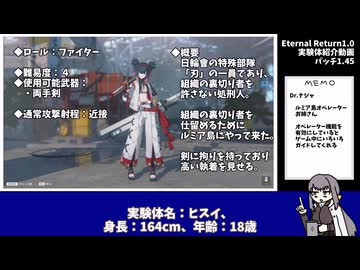 Eternal Return1.0
実験体紹介動画
パッチ1.45
◆ロール：ファイター
◆難易度：４
◆使用可能武器：
・両手剣
◆通常攻撃射程：近接
◆概要
日輪會の特殊部隊
「刃」の一員であり、
組織の裏切り者を
許さない処刑人。
組織の裏切り者を
仕留めるために
ルミア島にやって来た。
剣に拘りを持っており
高い執着を見せる。
MEMO
Dr.ナジャ
ルミア島オペレーター
お姉さん
オペレーター機能を
有効にしていると
ゲーム中にいろいろ
ガイドしてくれる
実験体名：ヒスイ、
身長：164cm、年齢：18歳